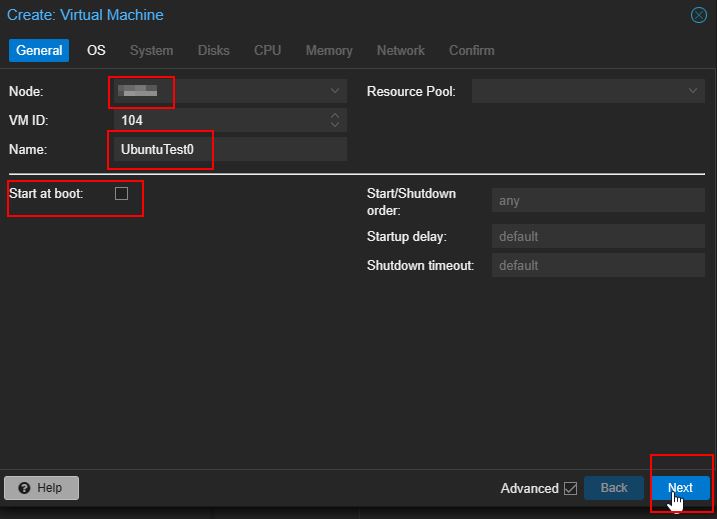 Create: Virtual Machine
General OS System Disks CPU Memory Network Confirm
Node: Resource Pool:
VM ID: 104
Name: UbuntuTest0
Start at boot: Start/Shutdown order: any
Startup delay: default
Shutdown timeout: default
Help Advanced Back Next